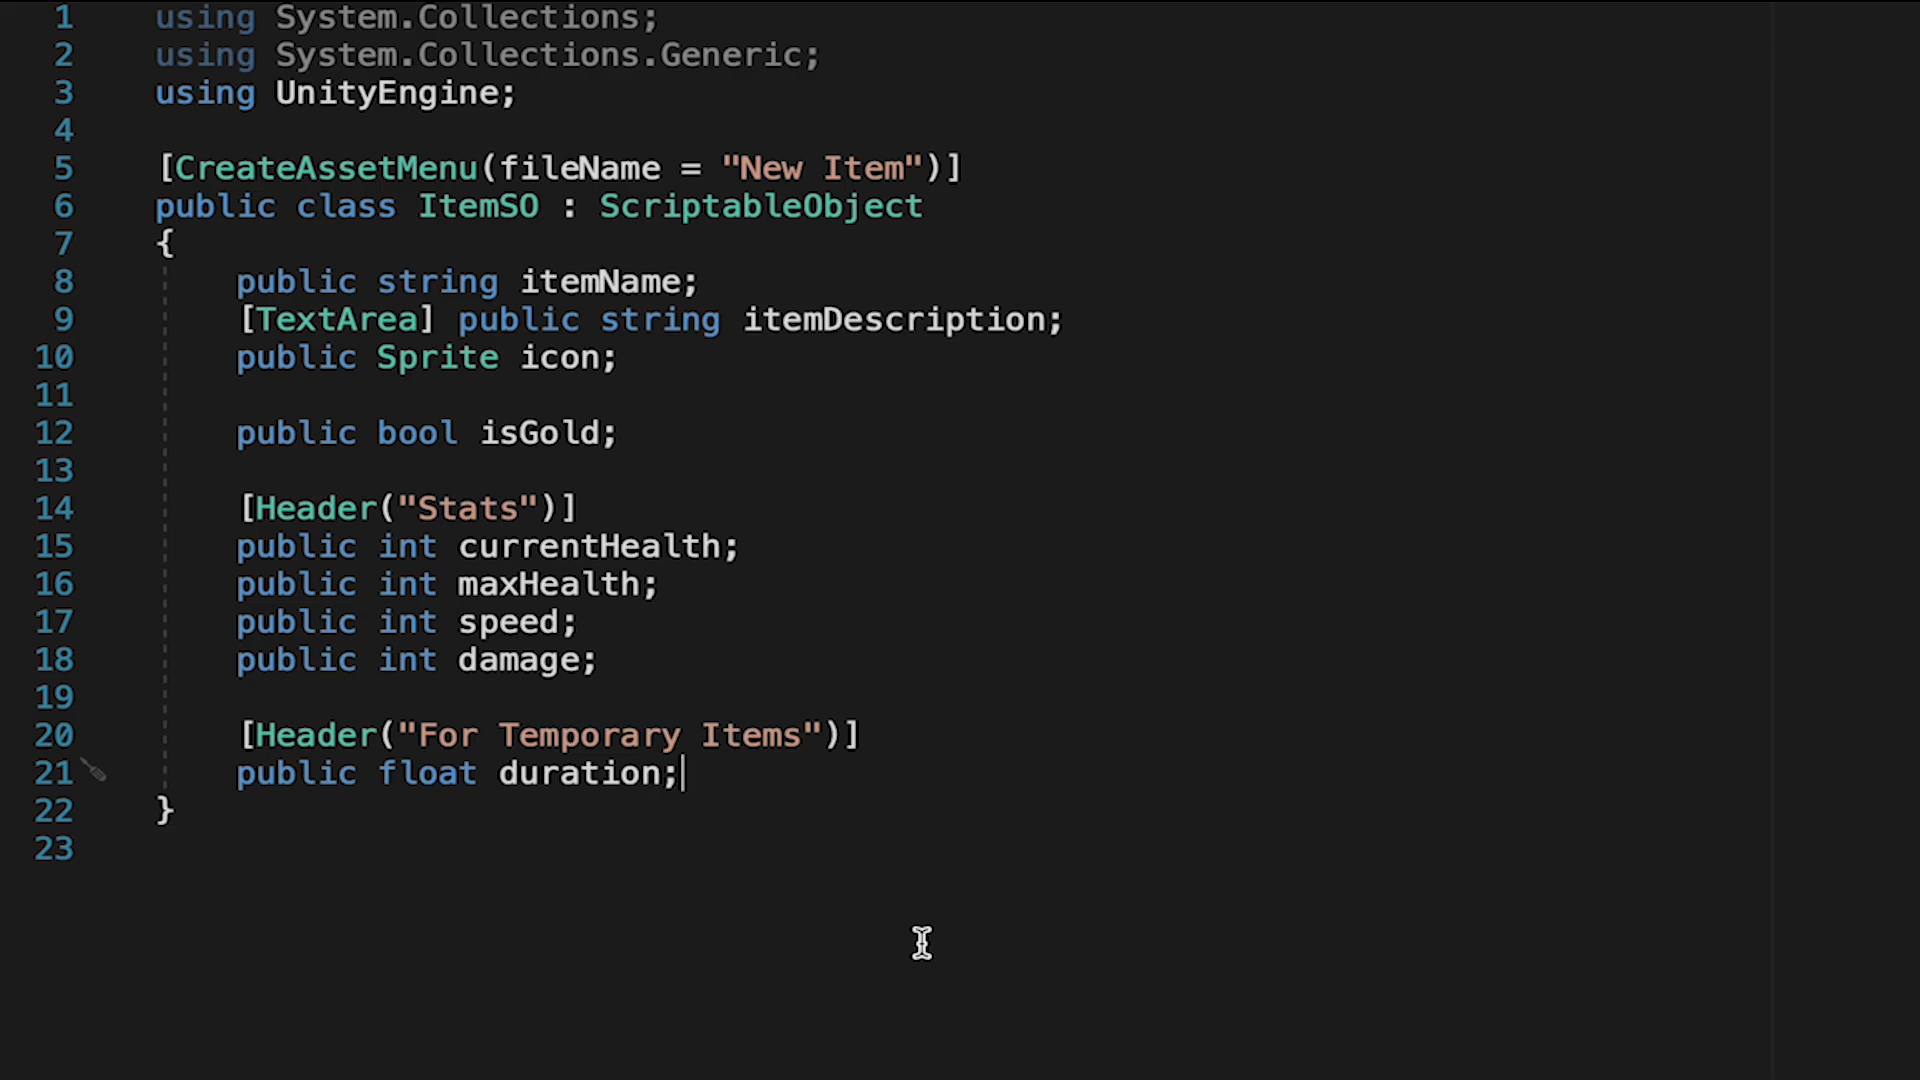 1 using System.Collections;
2 using System.Collections.Generic;
3 using UnityEngine;
4
5 [CreateAssetMenu(fileName = "New Item")]
6 public class ItemSO : ScriptableObject
7 {
8 public string itemName;
9 [TextArea] public string itemDescription;
10 public Sprite icon;
11
12 public bool isGold;
13
14 [Header("Stats")]
15 public int currentHealth;
16 public int maxHealth;
17 public int speed;
18 public int damage;
19
20 [Header("For Temporary Items")]
21 public float duration;
22 }
23